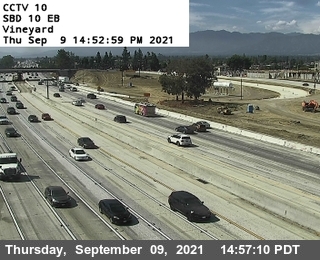 CCTV 10
SBD 10 EB
Vineyard
Thu Sep  9 14:52:59 PM 2021
Thursday, September 09, 2021 14:57:10 PDT